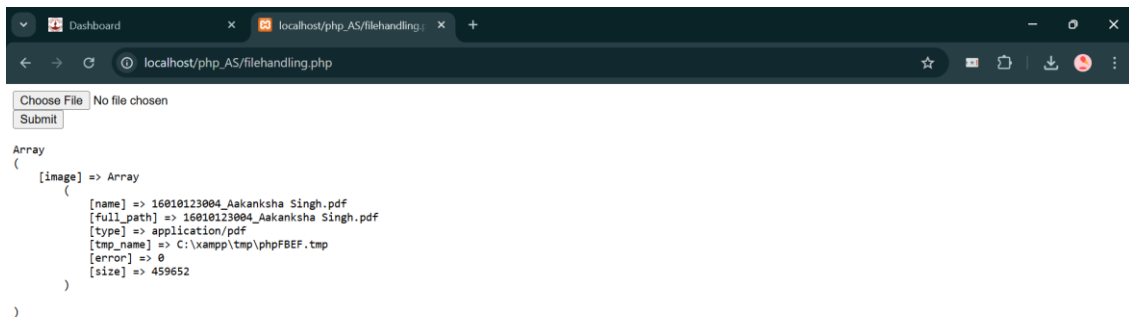 Dashboard
localhost/php_AS/filehandling.p
localhost/php_AS/filehandling.php
Choose File No file chosen
Submit
Array
(
[image] => Array
(
[name] => 16010123004_Aakanksha Singh.pdf
[full_path] => 16010123004_Aakanksha Singh.pdf
[type] => application/pdf
[tmp_name] => C:\xampp\tmp\phpFBEF.tmp
[error] => 0
[size] => 459652
)
)